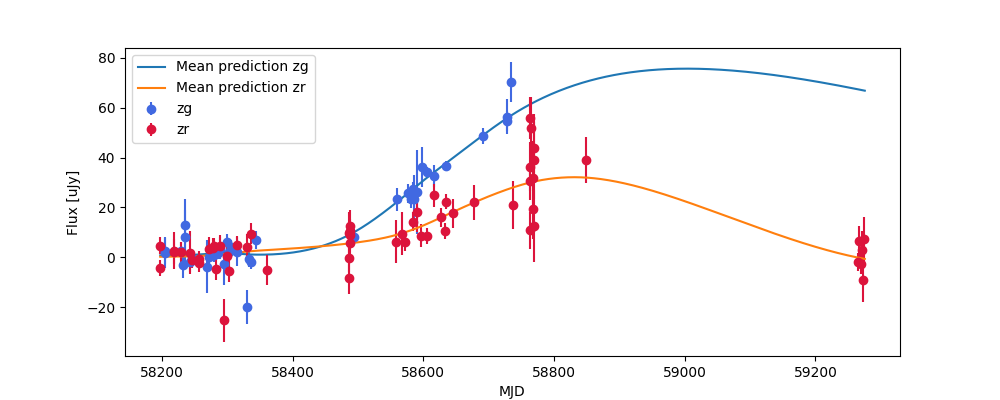 80
60
40
20
0
−20
Flux [uJy]
Mean prediction zg
Mean prediction zr
zg
zr
58200 58400 58600 58800 59000 59200
MJD